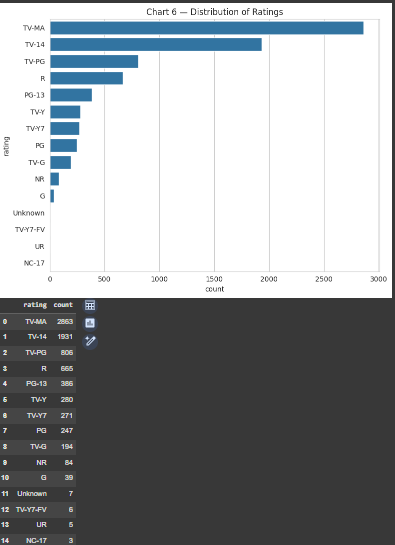 Chart 6 — Distribution of Ratings
TV-MA
TV-14
TV-PG
R
PG-13
TV-Y
TV-Y7
PG
TV-G
NR
G
Unknown
TV-Y7-FV
UR
NC-17
rating
0 500 1000 1500 2000 2500 3000
count
rating count
0 TV-MA 2863
1 TV-14 1931
2 TV-PG 806
3 R 665
4 PG-13 386
5 TV-Y 280
6 TV-Y7 271
7 PG 247
8 TV-G 194
9 NR 84
10 G 39
11 Unknown 7
12 TV-Y7-FV 6
13 UR 5
14 NC-17 3